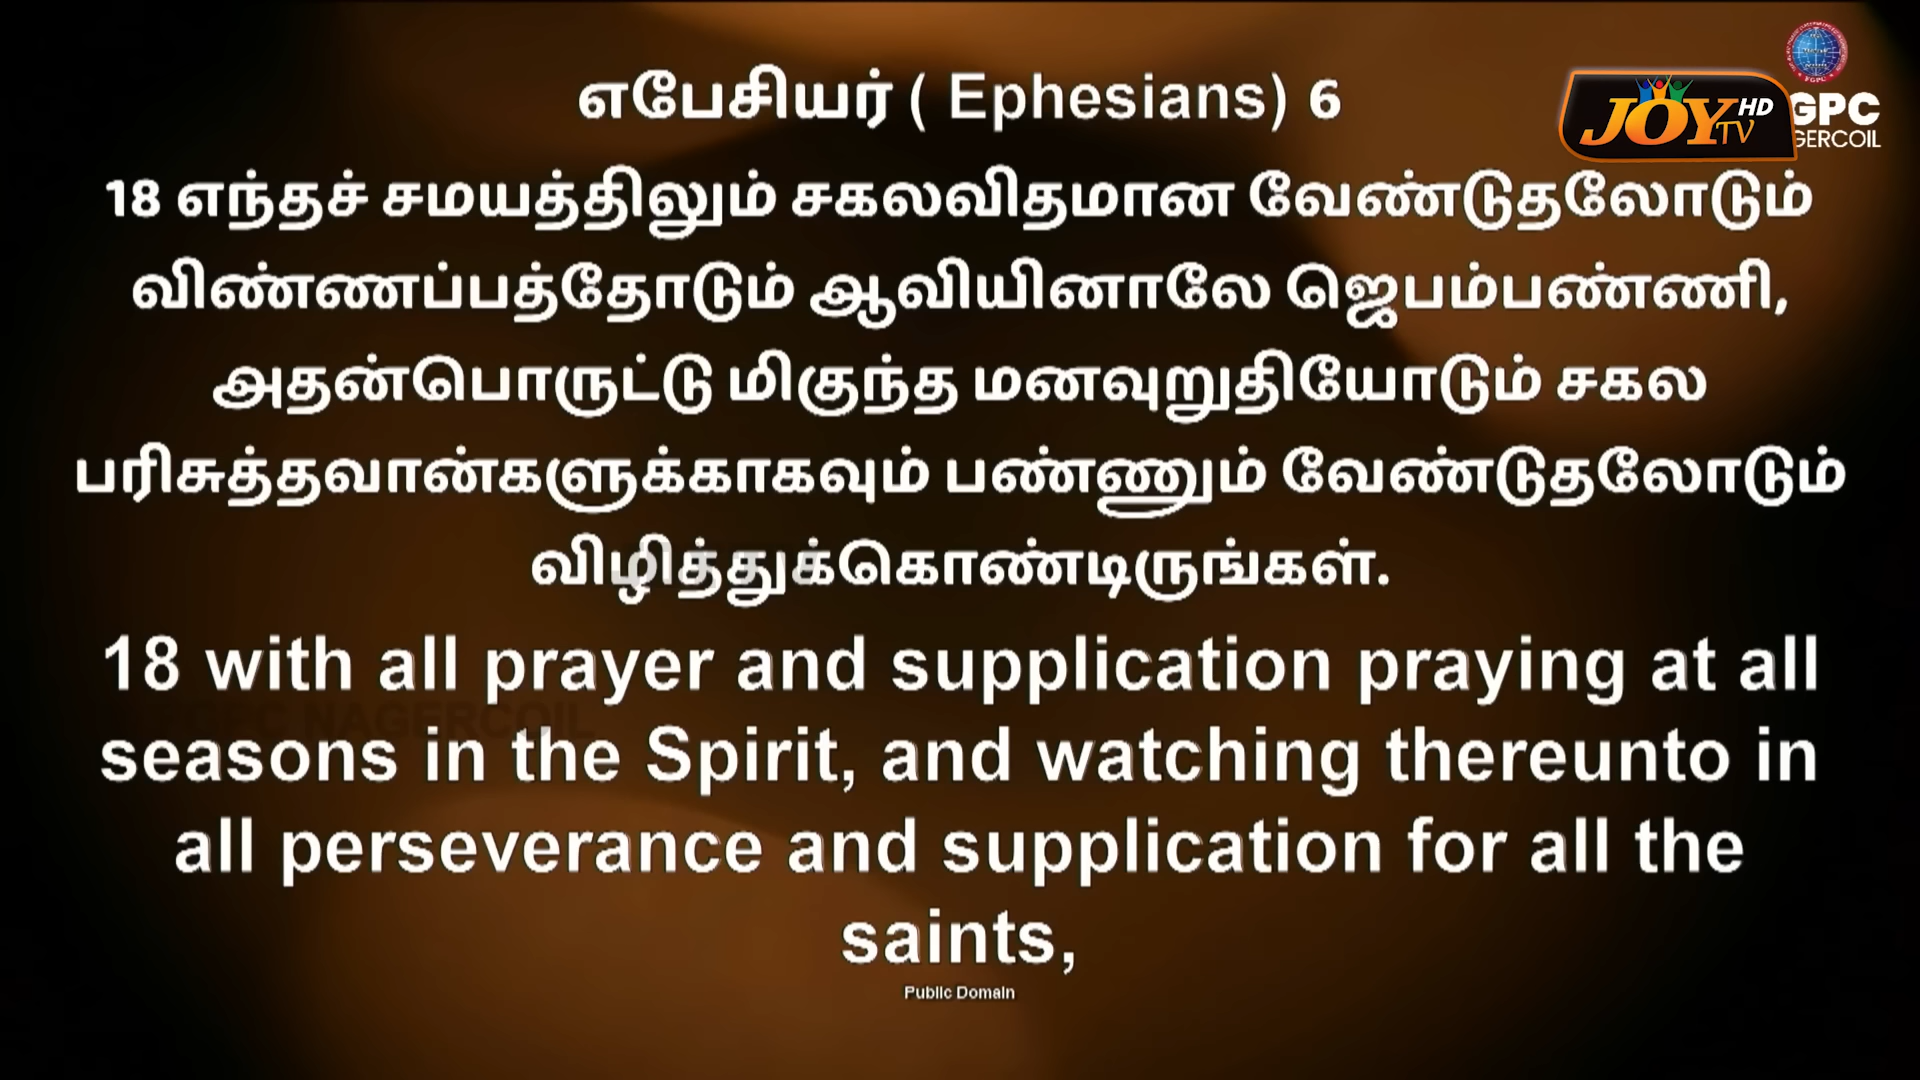 எபேசியர் ( Ephesians) 6
JOY TV HD
GPC
GERCOIL
18 எந்தச் சமயத்திலும் சகலவிதமான வேண்டுதலோடும்
விண்ணப்பத்தோடும் ஆவியினாலே ஜெபம்பண்ணி,
அதன்பொருட்டு மிகுந்த மனவுறுதியோடும் சகல
பரிசுத்தவான்களுக்காகவும் பண்ணும் வேண்டுதலோடும்
விழித்துக்கொண்டிருங்கள்.
18 with all prayer and supplication praying at all
GPC NAGERCOIL
seasons in the Spirit, and watching thereunto in
all perseverance and supplication for all the
saints,
Public Domain